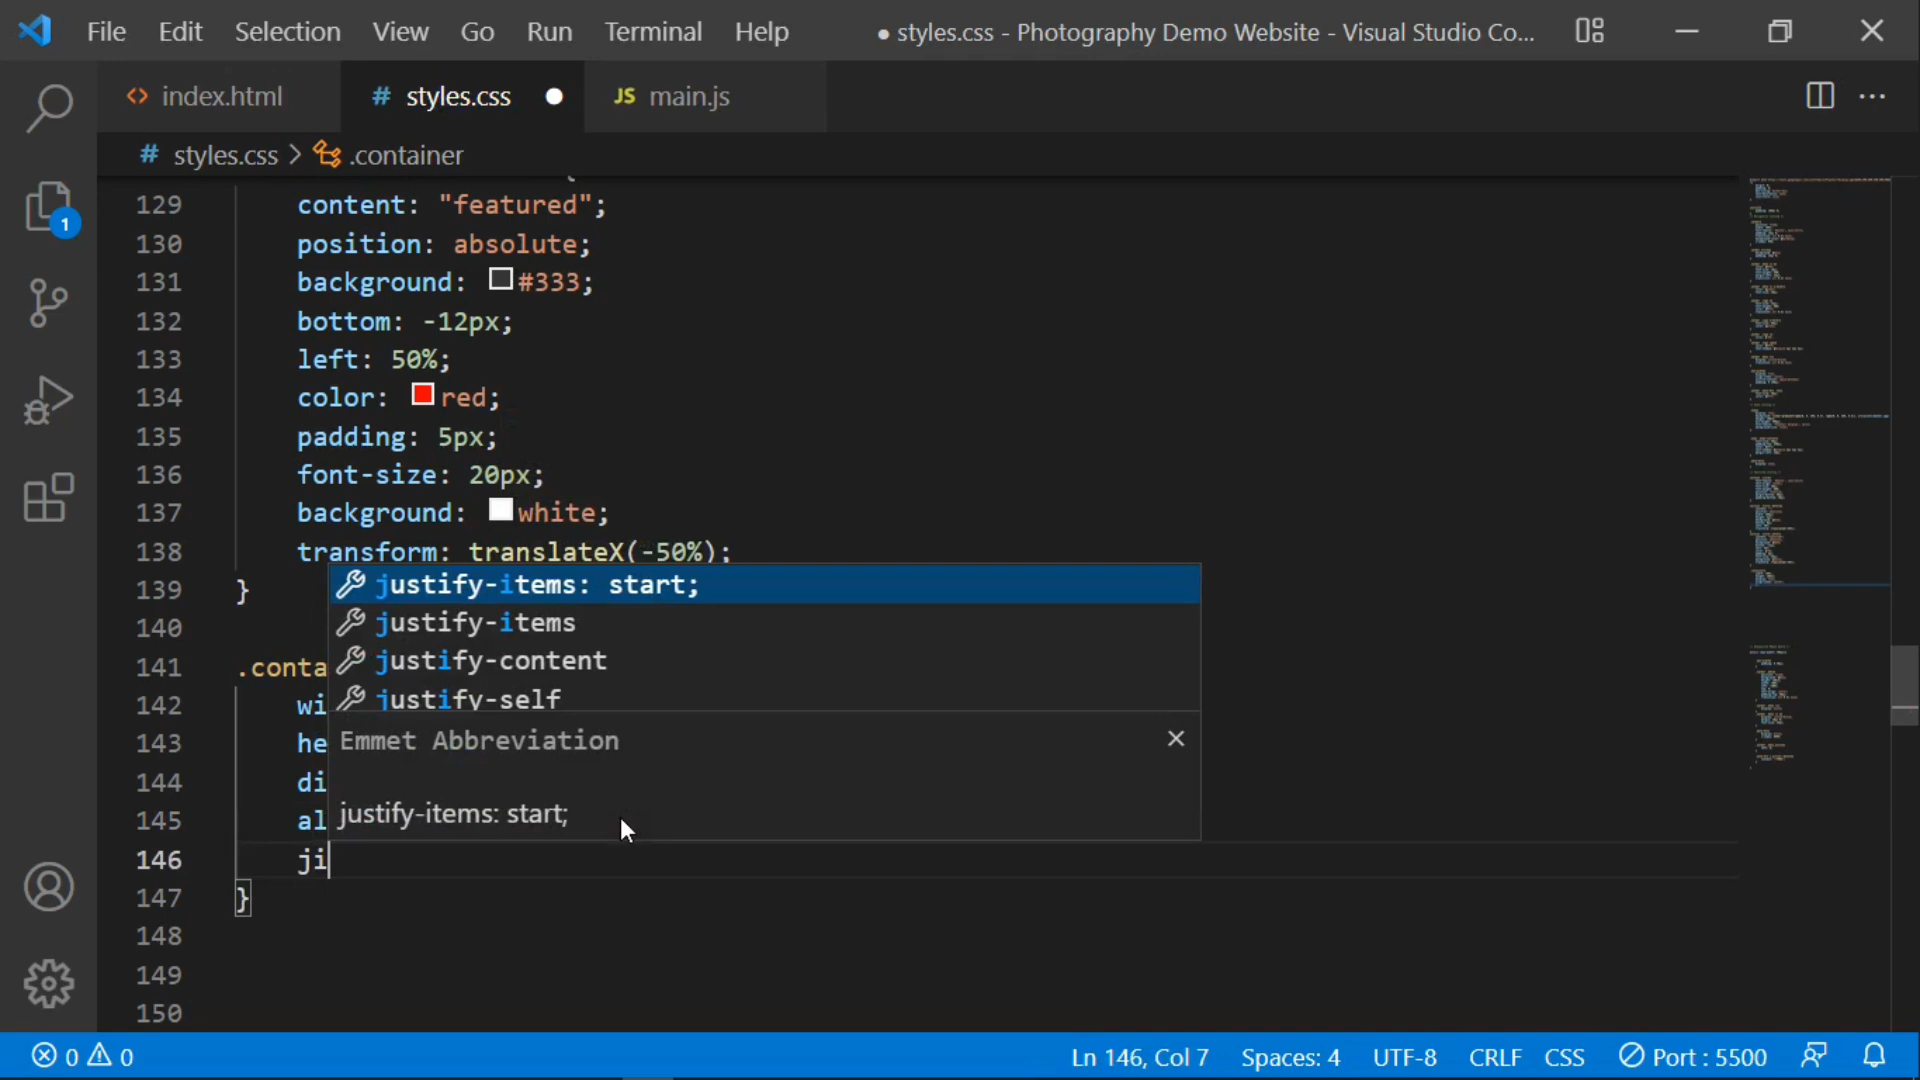 File Edit Selection View Go Run Terminal Help ● styles.css - Photography Demo Website - Visual Studio Co...
index.html # styles.css ● JS main.js ...
# styles.css > .container
129 content: "featured";
130 position: absolute;
131 background: #333;
132 bottom: -12px;
133 left: 50%;
134 color: red;
135 padding: 5px;
136 font-size: 20px;
137 background: white;
138 transform: translateX(-50%);
139 }
justify-items: start;
140
justify-items
141 .conta
justify-content
142 wi
justify-self
143 he
Emmet Abbreviation
144 di
145 al
justify-items: start;
146 ji
147 }
148
149
150
1
0 0 Ln 146, Col 7 Spaces: 4 UTF-8 CRLF CSS Port : 5500